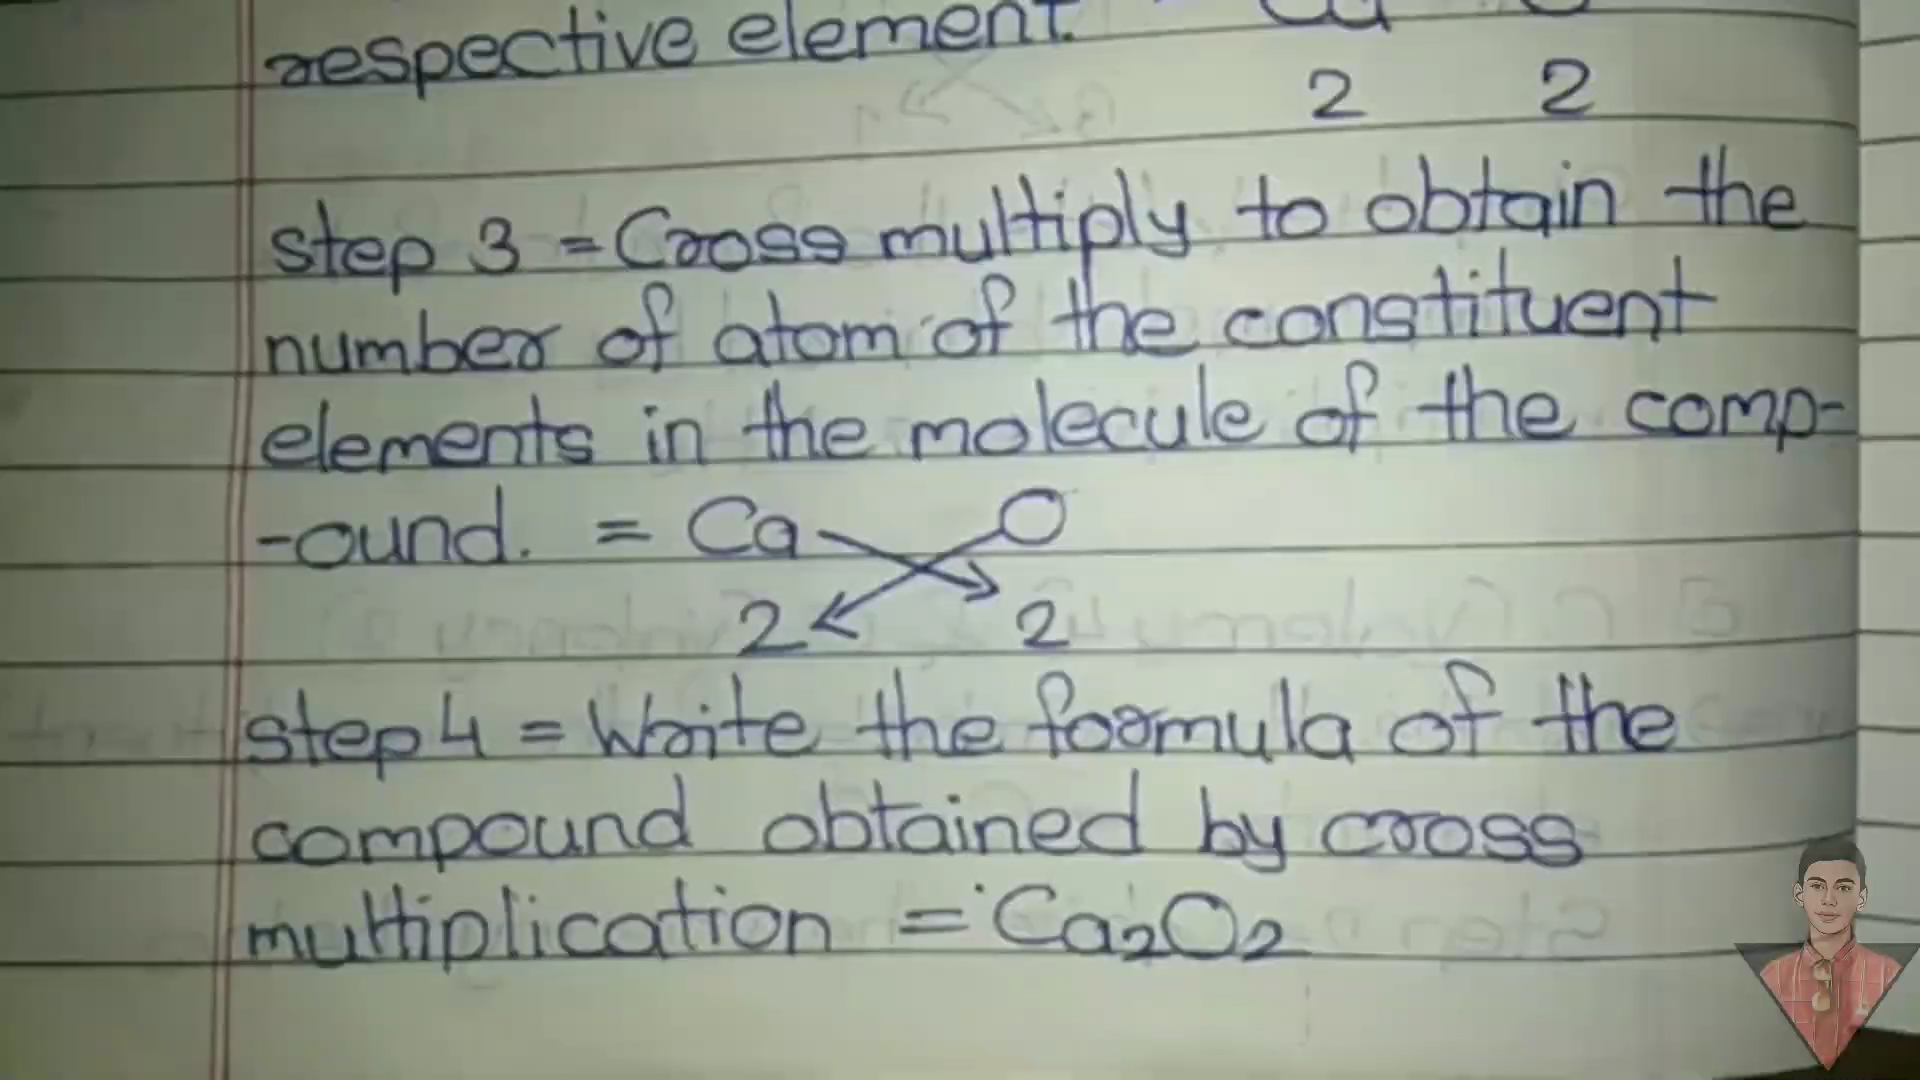 respective element.
2 2
step 3 = Cross multiply to obtain the
number of atom of the constituent
elements in the molecule of the comp-
-ound. = Ca O
2 2
step 4 = Write the formula of the
compound obtained by cross
multiplication = Ca₂O₂